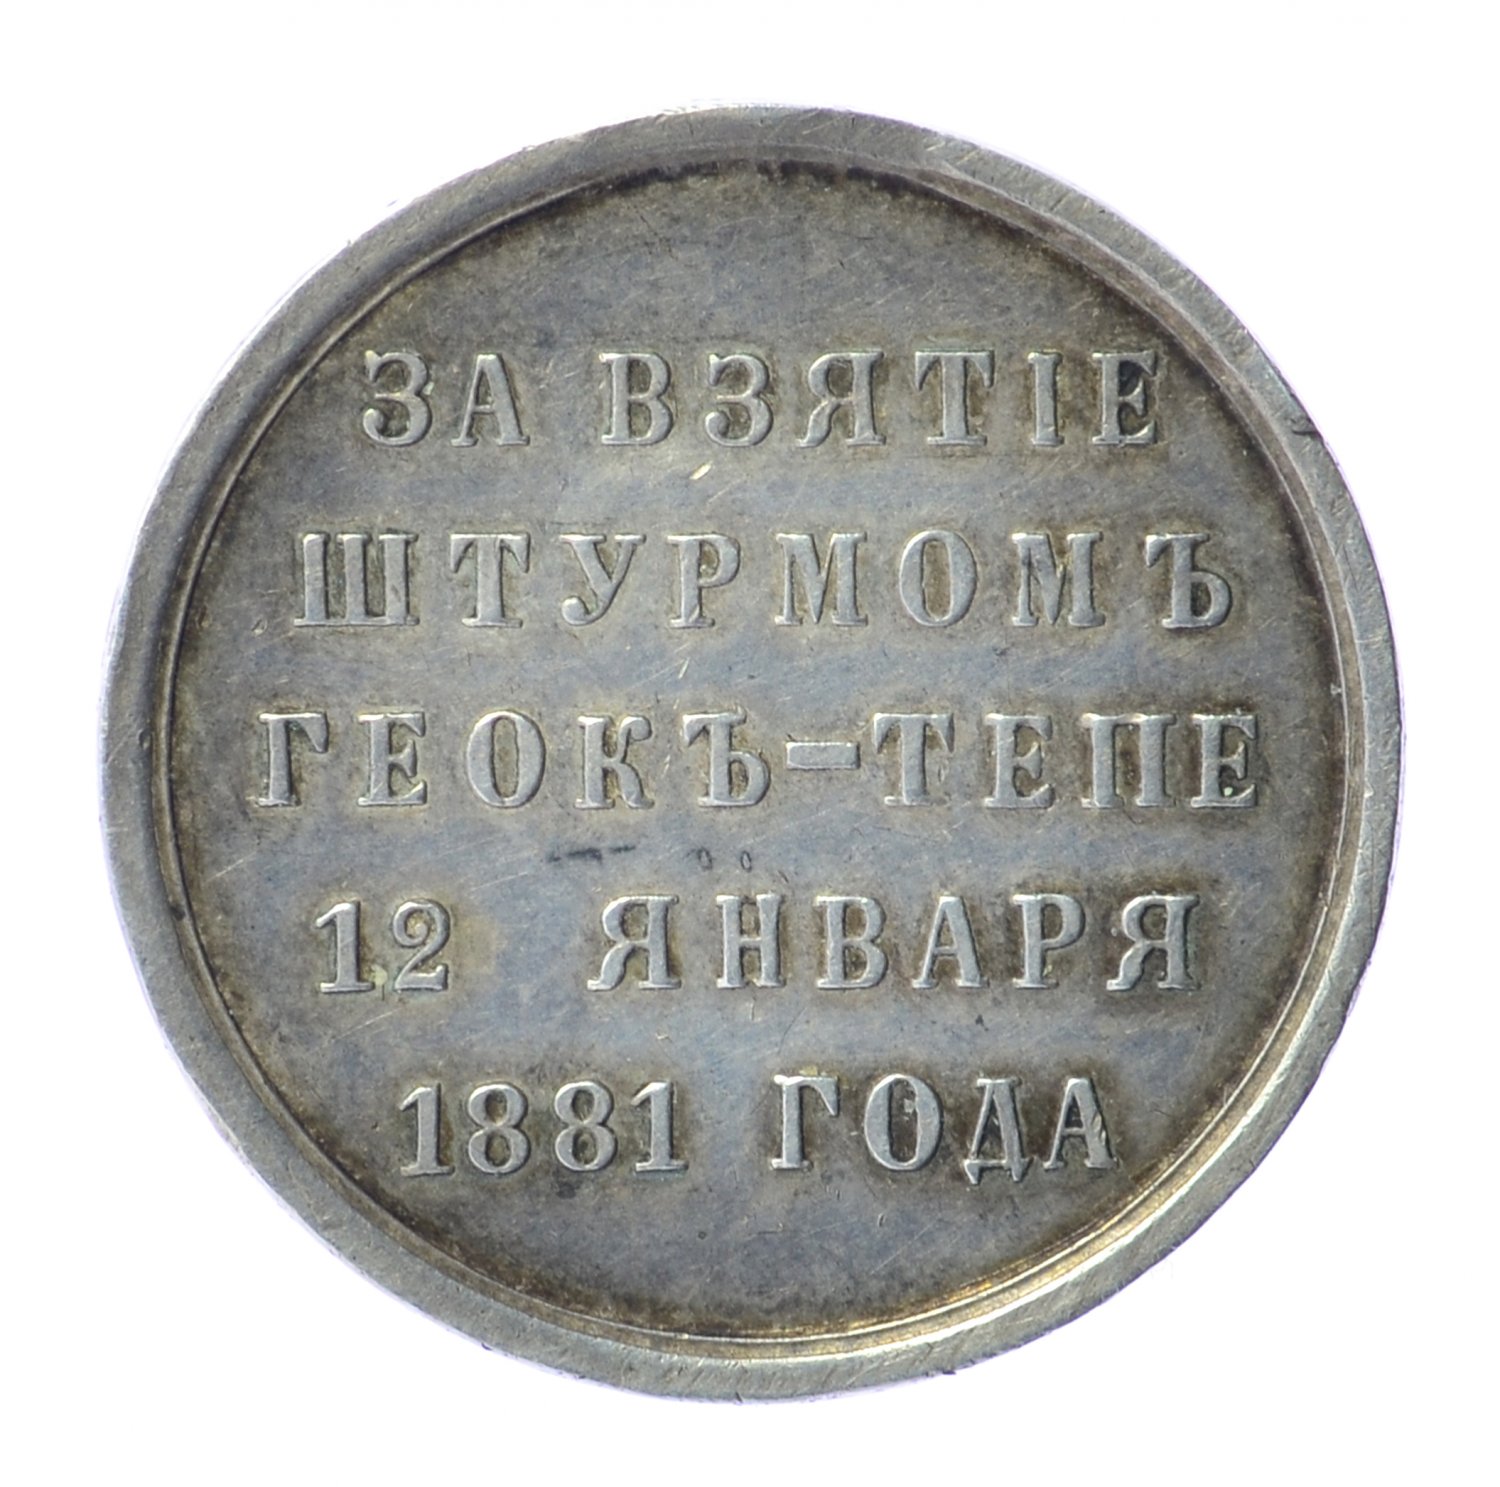 ЗА ВЗЯТІЕ
ШТУРМОМЪ
ГЕОКЪ-ТЕПЕ
12 ЯНВАРЯ
1881 ГОДА